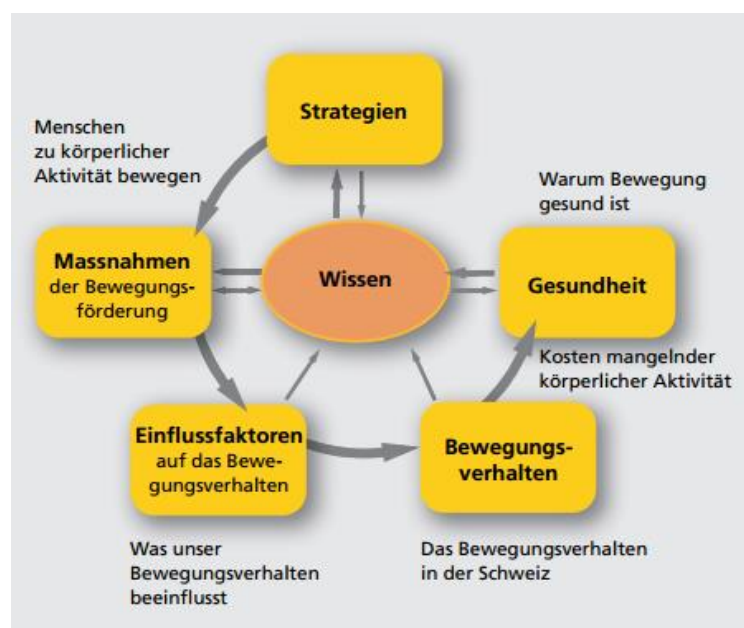 Strategien
Menschen
zu körperlicher
Aktivität bewegen
Warum Bewegung
gesund ist
Massnahmen
der Bewegungs-
förderung
Wissen
Gesundheit
Kosten mangelnder
körperlicher Aktivität
Einflussfaktoren
auf das Bewe-
gungsverhalten
Bewegungs-
verhalten
Was unser
Bewegungsverhalten
beeinflusst
Das Bewegungsverhalten
in der Schweiz